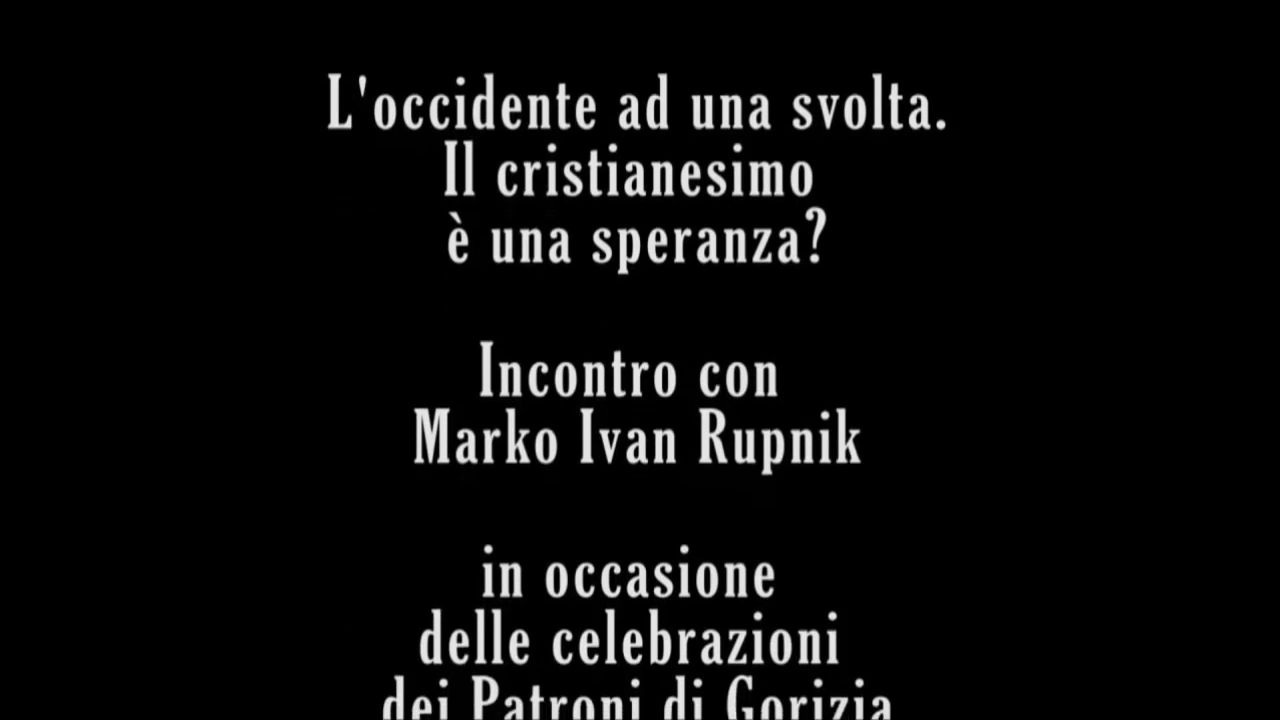 L'occidente ad una svolta.
Il cristianesimo
è una speranza?
Incontro con
Marko Ivan Rupnik
in occasione
delle celebrazioni
dei Patroni di Gorizia